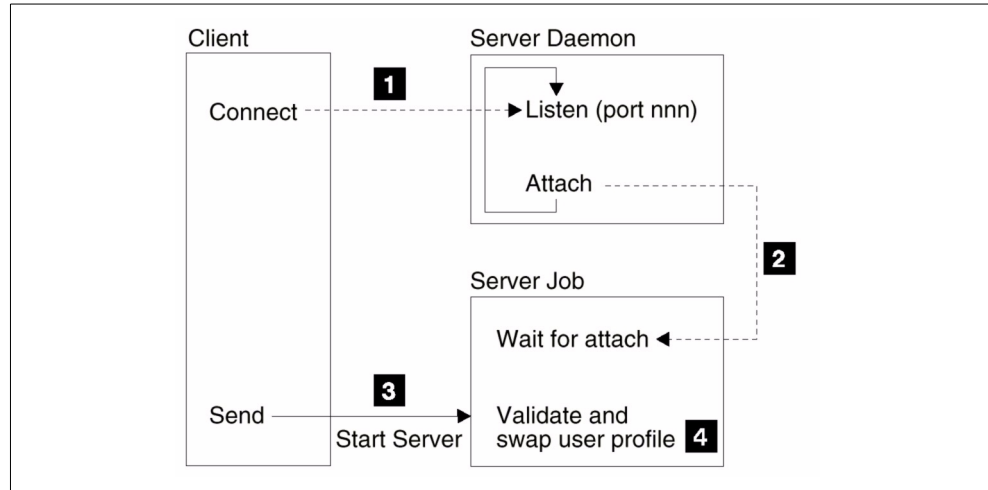 Client
Server Daemon
1
Connect
Listen (port nnn)
Attach
2
Server Job
Wait for attach
3
Send
Start Server
Validate and
swap user profile
4